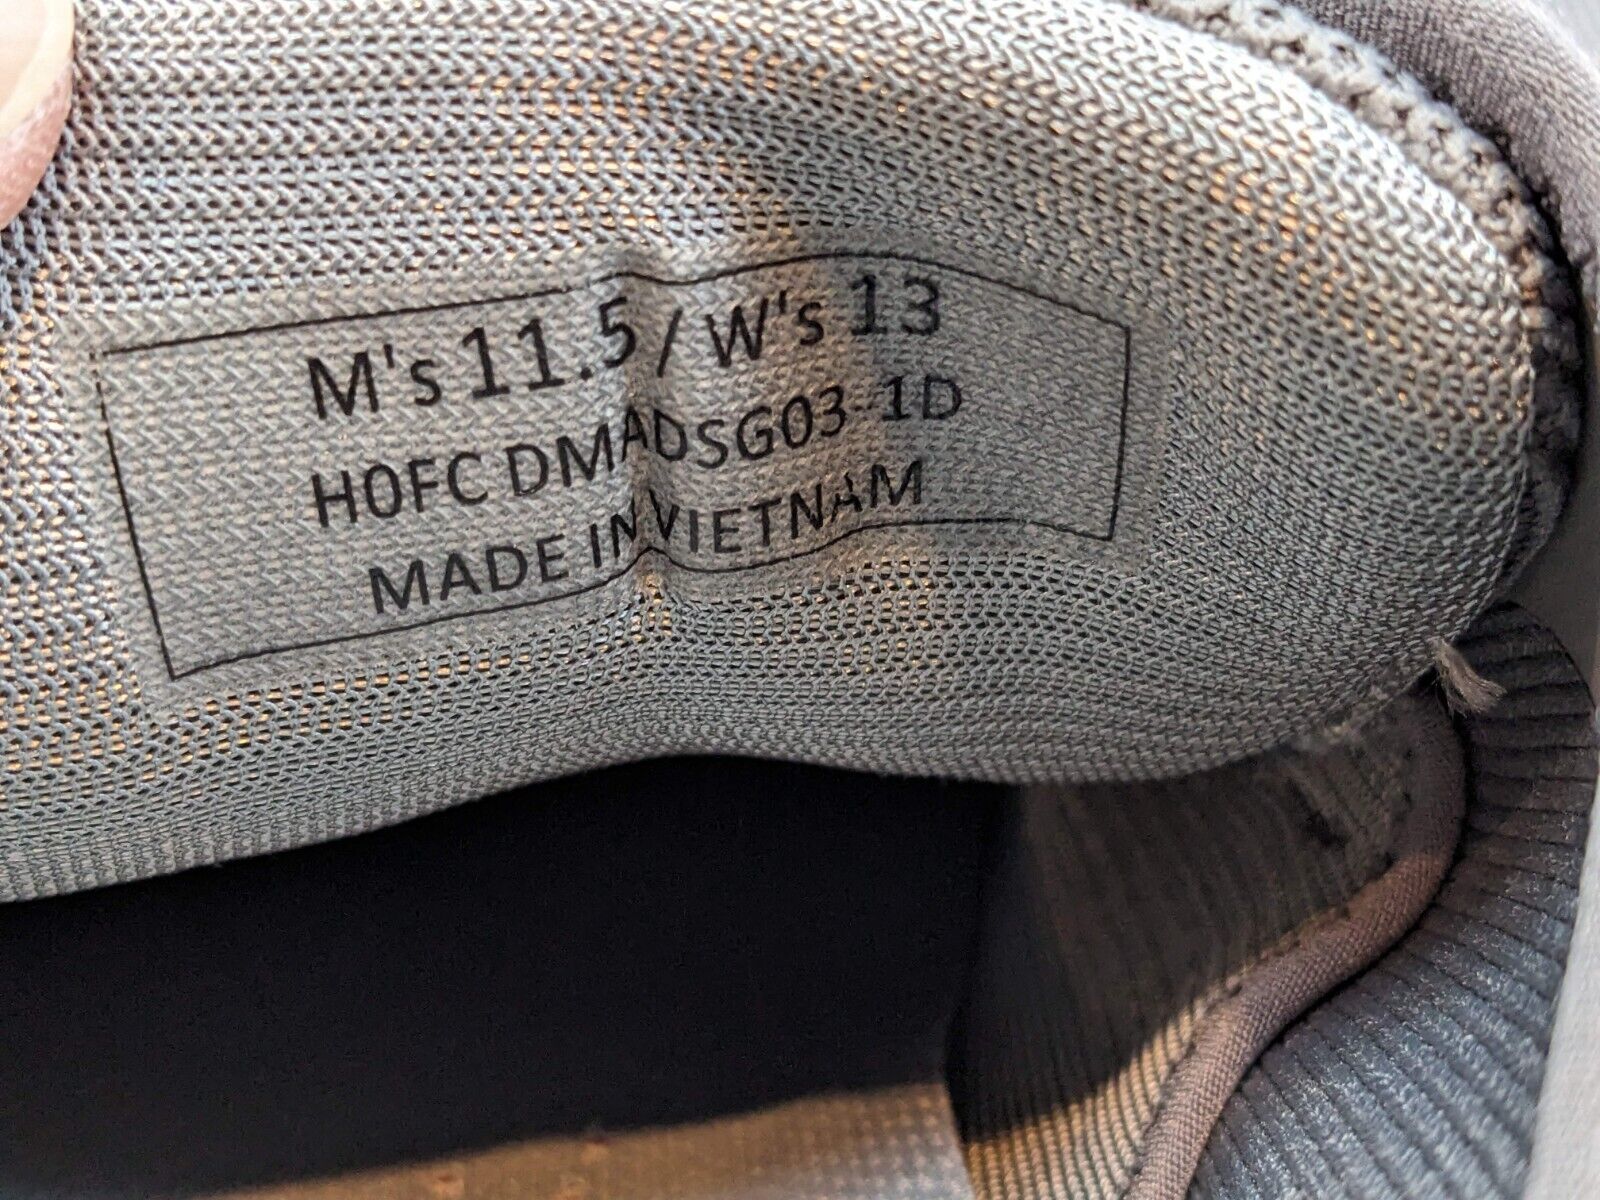 M's 11.5 / W's 13
H0FC DMADSG03-1D
MADE IN VIETNAM